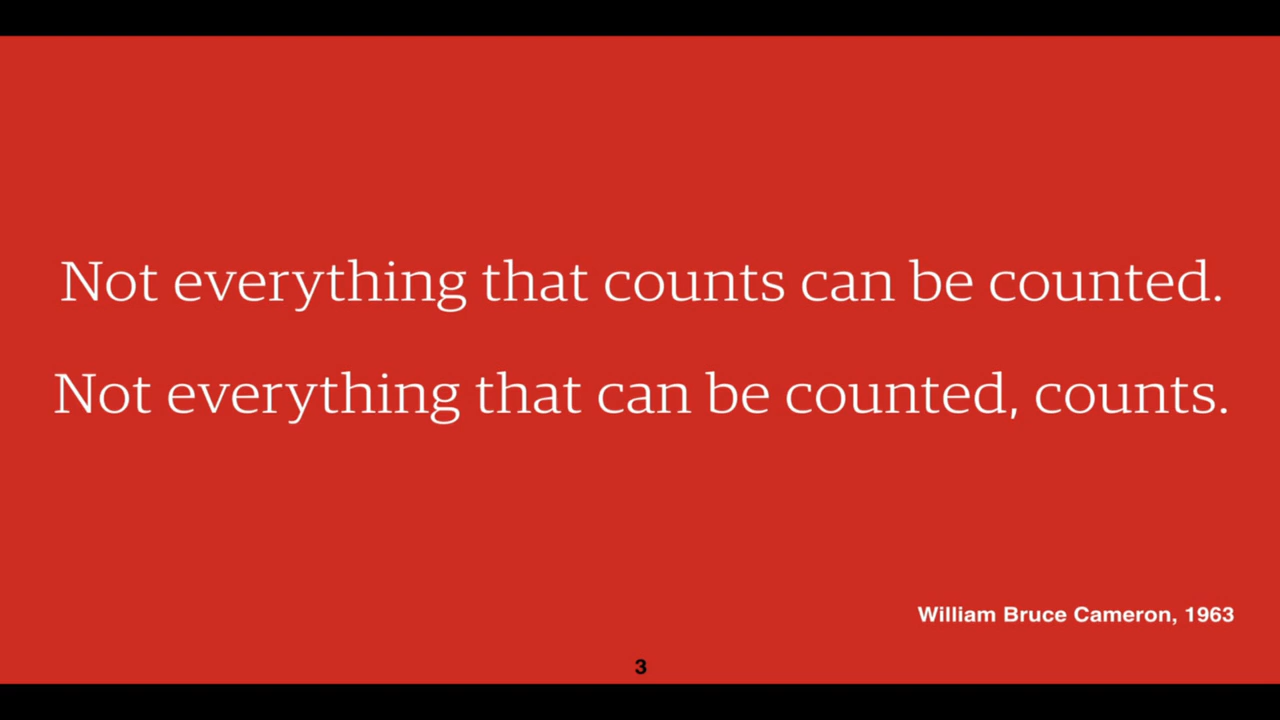 Not everything that counts can be counted.
Not everything that can be counted, counts.
William Bruce Cameron, 1963
3